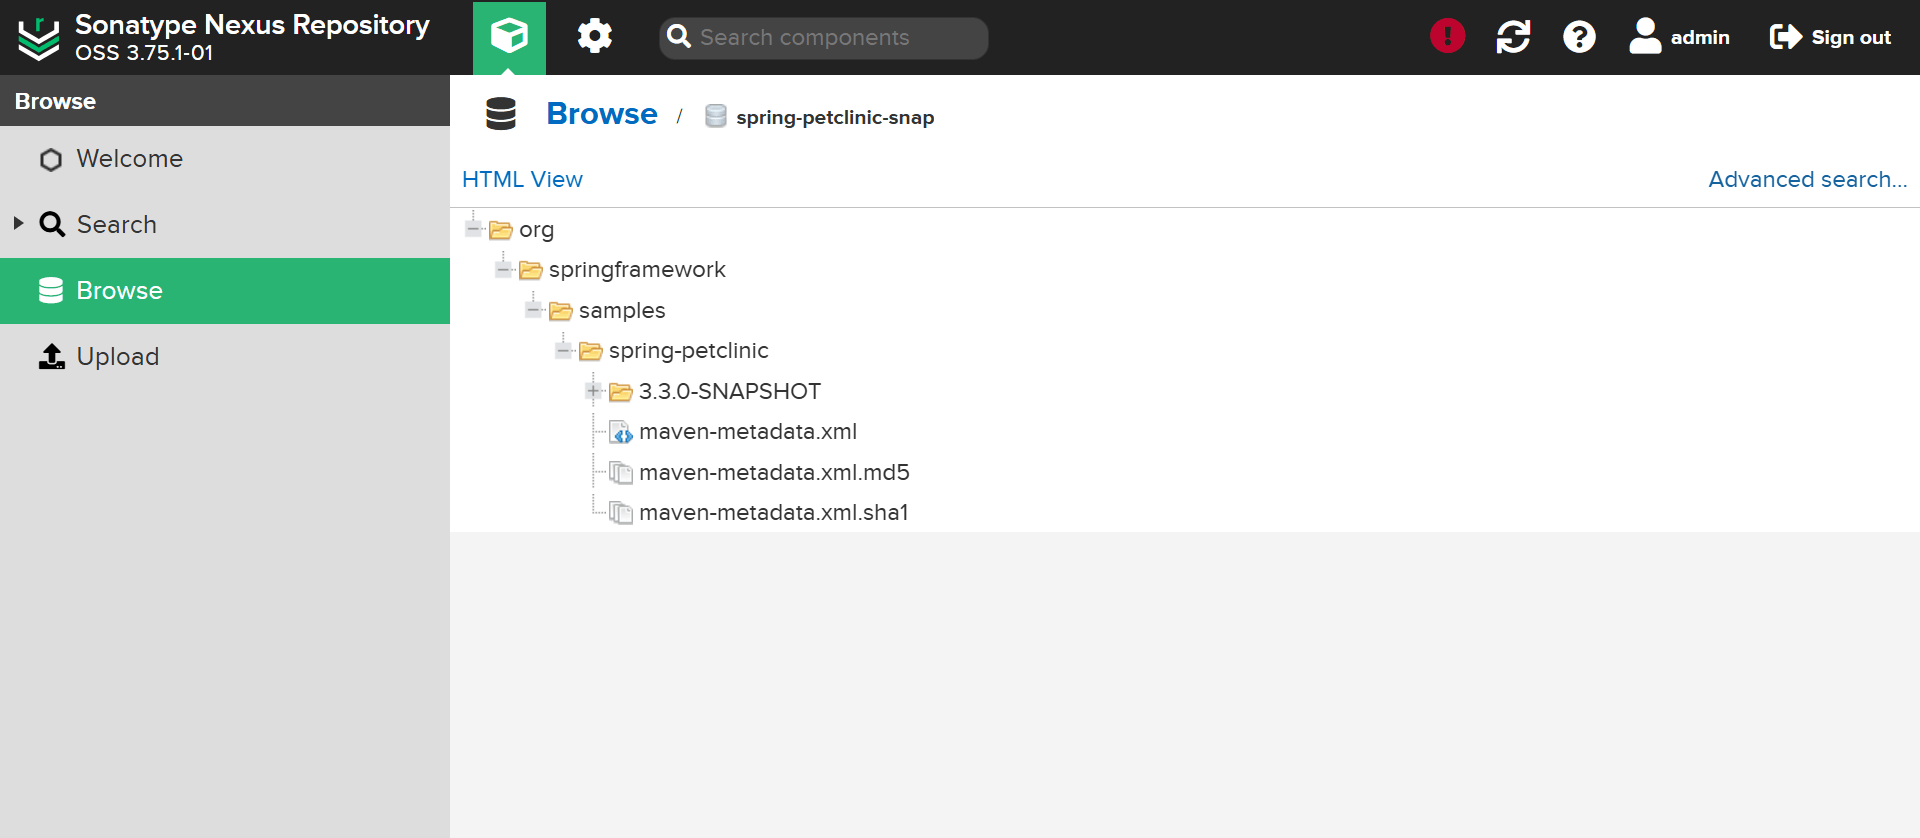 Sonatype Nexus Repository
OSS 3.75.1-01
Search components
admin
Sign out
Browse
Welcome
Search
Browse
Upload
Browse / spring-petclinic-snap
HTML View
Advanced search...
org
springframework
samples
spring-petclinic
3.3.0-SNAPSHOT
maven-metadata.xml
maven-metadata.xml.md5
maven-metadata.xml.sha1